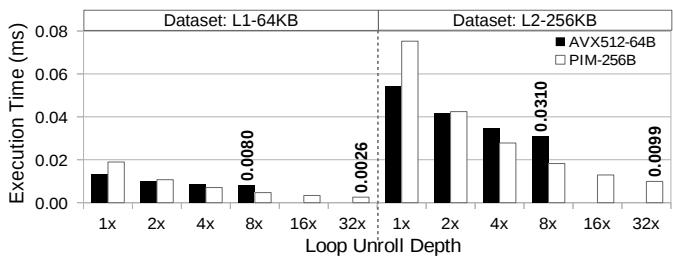 Dataset: L1-64KB Dataset: L2-256KB
Execution Time (ms)
0.08
0.06
0.04
0.02
0.00
AVX512-64B
PIM-256B
0.0080
0.0026
0.0310
0.0099
1x 2x 4x 8x 16x 32x 1x 2x 4x 8x 16x 32x
Loop Unroll Depth